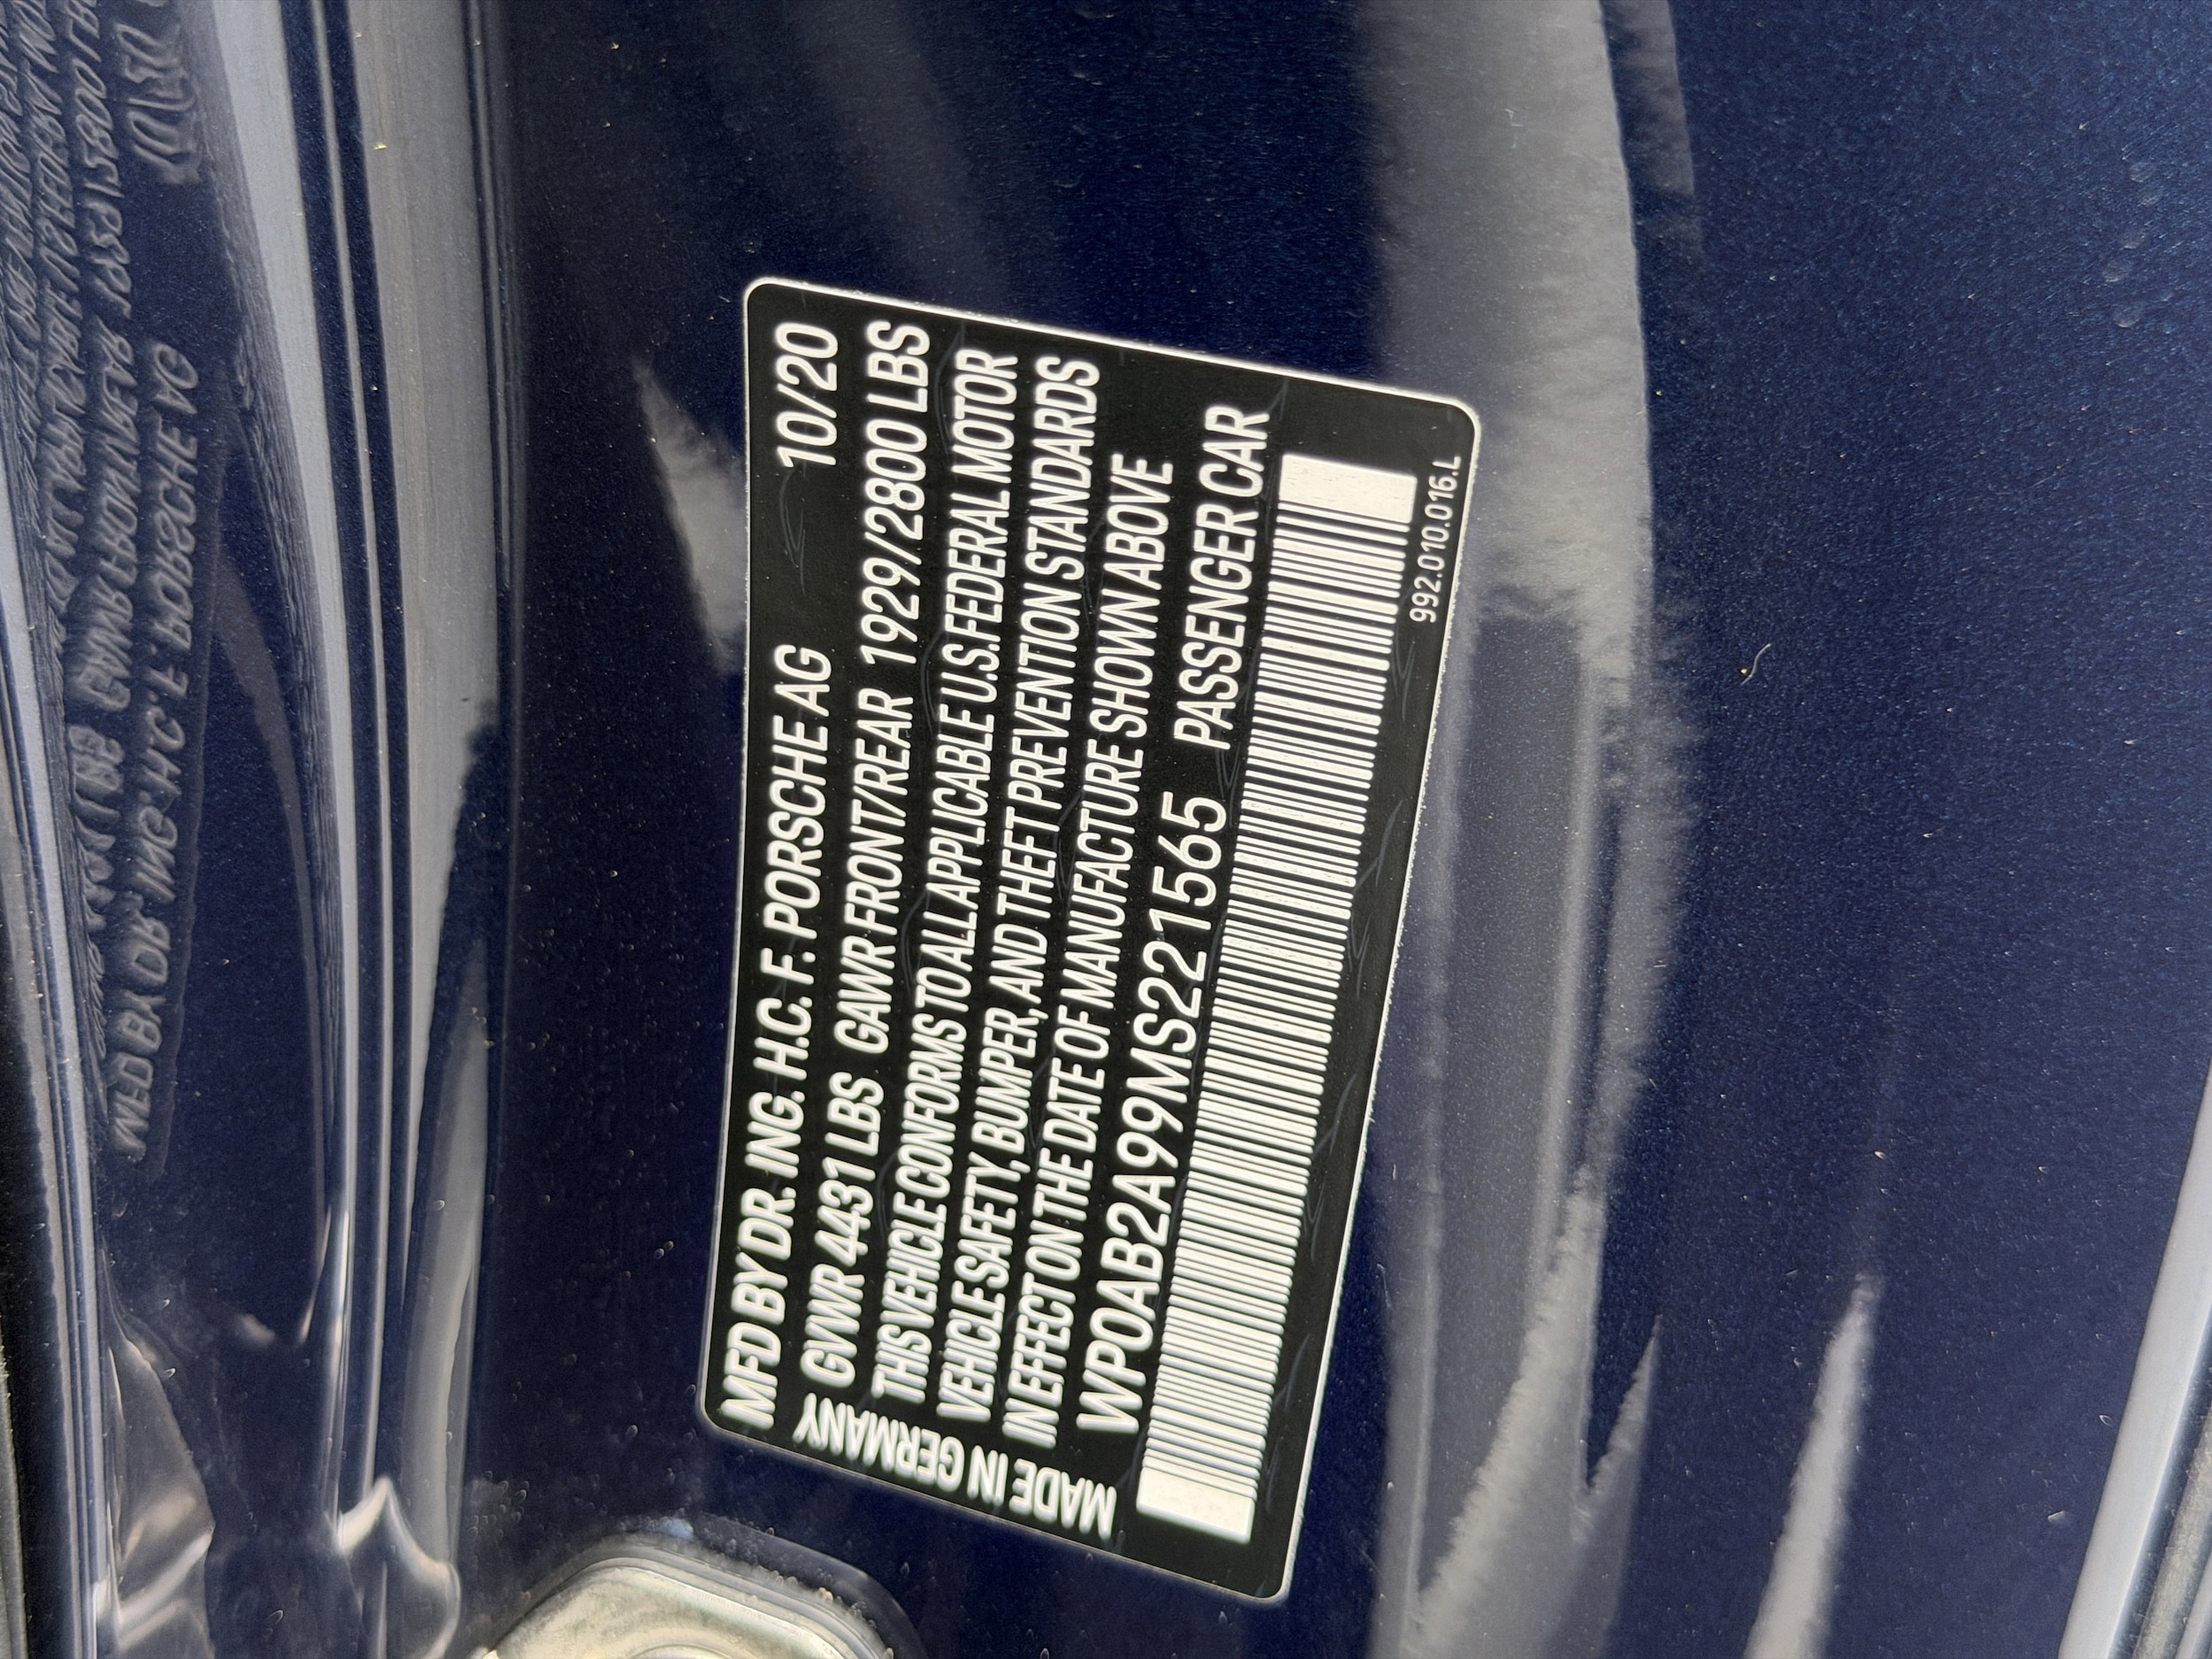 MFD BY DR. ING. H.C. F. PORSCHE AG 10/20
GVWR 4431 LBS GAWR FRONT/REAR 1929/2800 LBS
THIS VEHICLE CONFORMS TO ALL APPLICABLE U.S. FEDERAL MOTOR
VEHICLE SAFETY, BUMPER, AND THEFT PREVENTION STANDARDS
IN EFFECT ON THE DATE OF MANUFACTURE SHOWN ABOVE
WP0AB2A99MS221565 PASSENGER CAR
MADE IN GERMANY
992.010.016.L